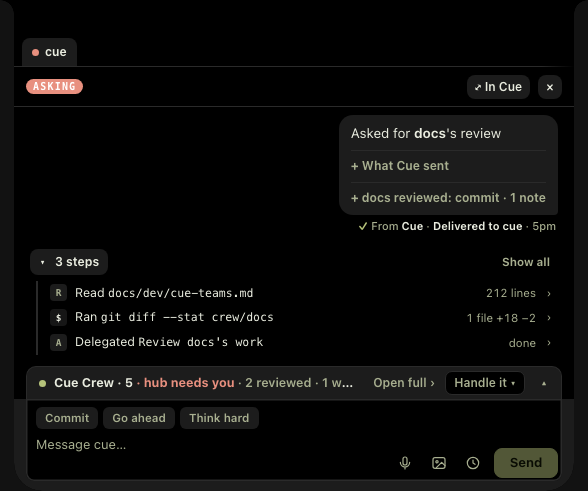 cue
ASKING
In Cue
×
Asked for docs's review
+ What Cue sent
+ docs reviewed: commit · 1 note
✓ From Cue · Delivered to cue · 5pm
3 steps
Show all
R Read docs/dev/cue-teams.md 212 lines ›
$ Ran git diff --stat crew/docs 1 file +18 −2 ›
A Delegated Review docs's work done ›
Cue Crew · 5 · hub needs you · 2 reviewed · 1 w... Open full › Handle it
Commit Go ahead Think hard
Message cue...
Send